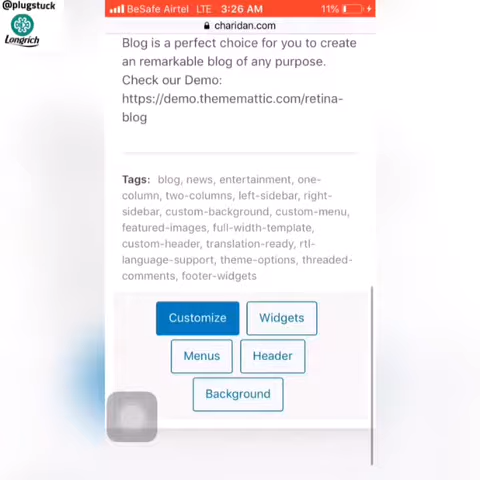 @plugstuck
Longrich
BeSafe Airtel LTE 3:26 AM 11%
charidan.com
Blog is a perfect choice for you to create
an remarkable blog of any purpose.
Check our Demo:
https://demo.thememattic.com/retina-
blog
Tags: blog, news, entertainment, one-
column, two-columns, left-sidebar, right-
sidebar, custom-background, custom-menu,
featured-images, full-width-template,
custom-header, translation-ready, rtl-
language-support, theme-options, threaded-
comments, footer-widgets
Customize Widgets
Menus Header
Background